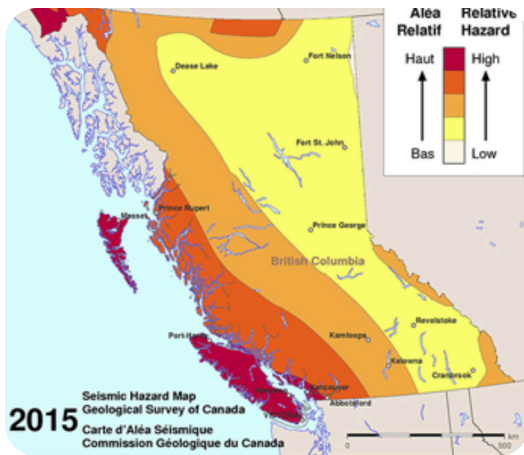 Aléa Relatif
Relative Hazard
Haut
High
Bas
Low
Fort Nelson
Dease Lake
Fort St. John
Prince Rupert
Masset
Prince George
British Columbia
Revelstoke
Kamloops
Kelowna
Cranbrook
Port Hardy
Vancouver
Abbotsford
2015
Seismic Hazard Map
Geological Survey of Canada
Carte d'Aléa Séismique
Commission Géologique du Canada
0
km
500